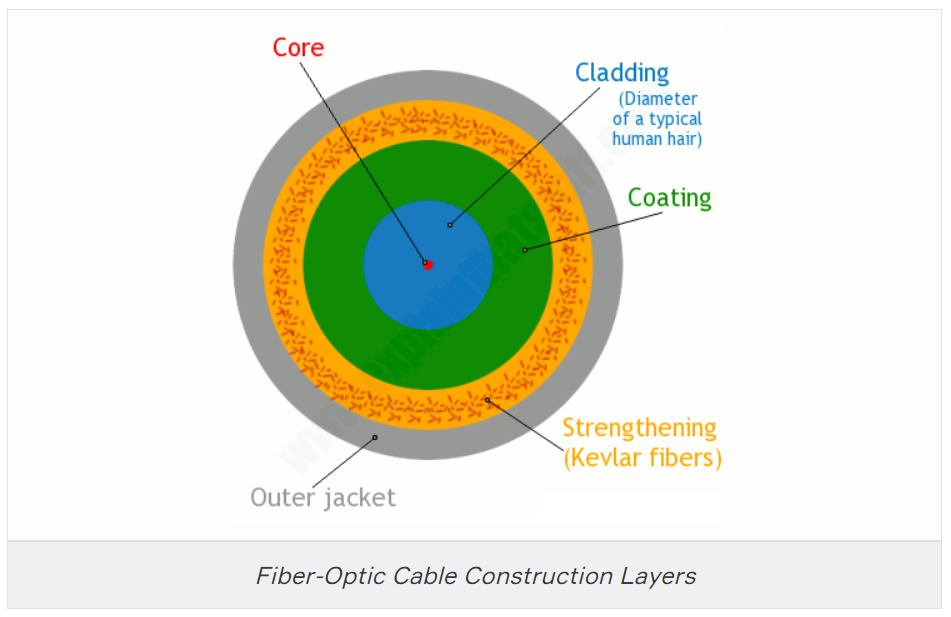 Core
Cladding
(Diameter
of a typical
human hair)
Coating
Strengthening
(Kevlar fibers)
Outer jacket
Fiber-Optic Cable Construction Layers